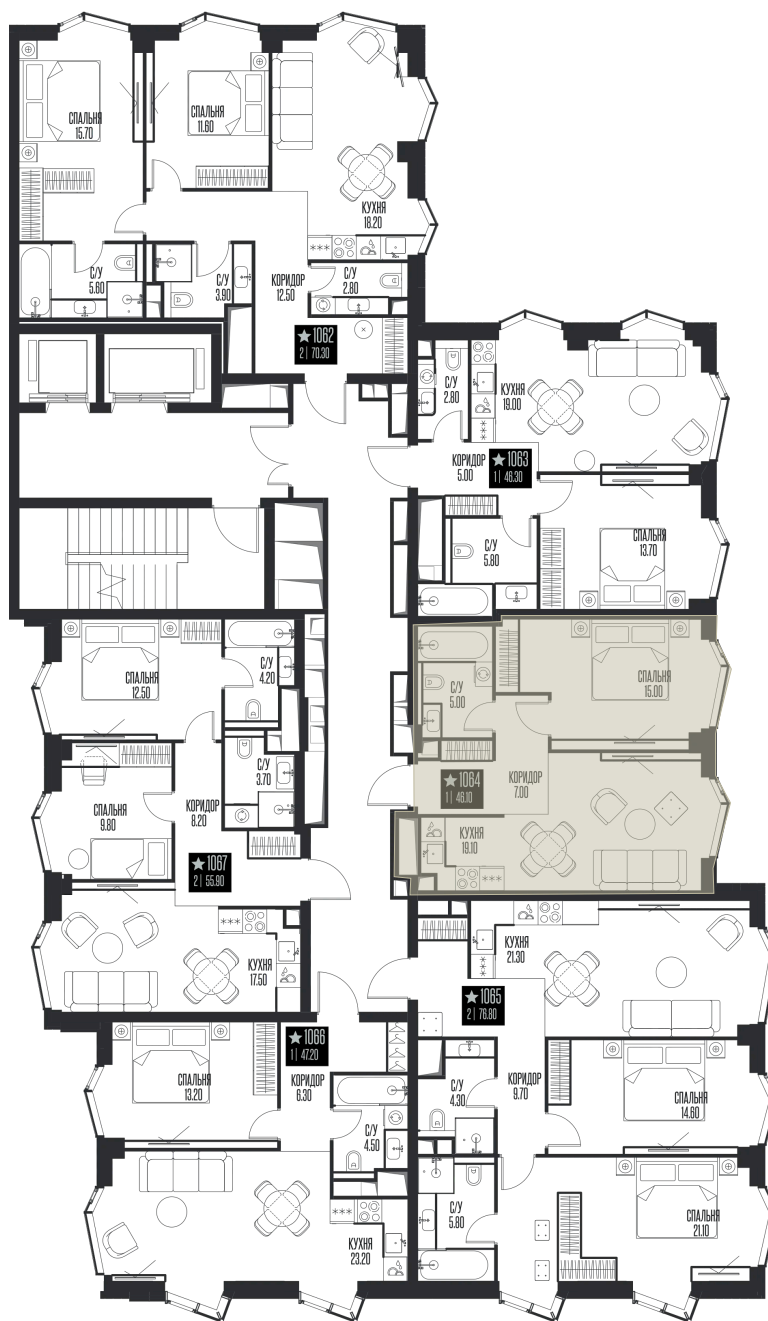 СПАЛЬНЯ
15.70
СПАЛЬНЯ
11.60
КУХНЯ
18.20
С/У
5.60
С/У
3.90
КОРИДОР
12.50
С/У
2.80
1062
2 | 70.30
С/У
2.80
КУХНЯ
19.00
КОРИДОР
5.00
1063
1 | 46.30
С/У
5.80
СПАЛЬНЯ
13.70
СПАЛЬНЯ
12.50
С/У
4.20
С/У
5.00
СПАЛЬНЯ
15.00
С/У
3.70
КОРИДОР
8.20
СПАЛЬНЯ
9.80
1064
1 | 46.10
КОРИДОР
7.00
КУХНЯ
19.10
1067
2 | 55.90
КУХНЯ
17.50
КУХНЯ
21.30
1065
2 | 76.80
1066
1 | 47.20
СПАЛЬНЯ
13.20
КОРИДОР
6.30
С/У
4.50
С/У
4.30
КОРИДОР
9.70
СПАЛЬНЯ
14.60
КУХНЯ
23.20
С/У
5.80
СПАЛЬНЯ
21.10